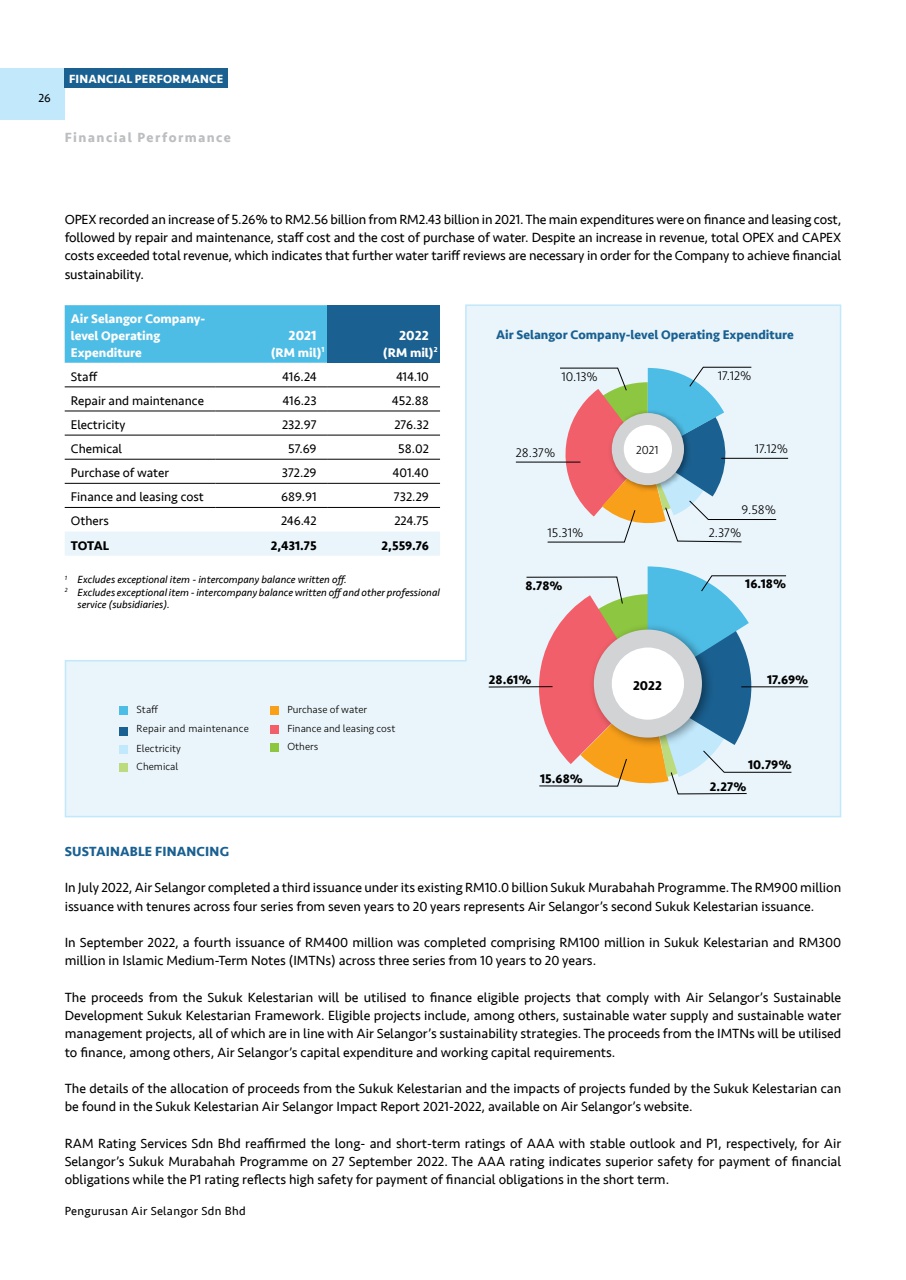 FINANCIAL PERFORMANCE
26
Financial Performance
OPEX recorded an increase of 5.26% to RM2.56 billion from RM2.43 billion in 2021. The main expenditures were on finance and leasing cost,
followed by repair and maintenance, staff cost and the cost of purchase of water. Despite an increase in revenue, total OPEX and CAPEX
costs exceeded total revenue, which indicates that further water tariff reviews are necessary in order for the Company to achieve financial
sustainability.
Air Selangor Company-
level Operating 2021 2022
Expenditure (RM mil)¹ (RM mil)²
Staff 416.24 414.10
Repair and maintenance 416.23 452.88
Electricity 232.97 276.32
Chemical 57.69 58.02
Purchase of water 372.29 401.40
Finance and leasing cost 689.91 732.29
Others 246.42 224.75
TOTAL 2,431.75 2,559.76
¹ Excludes exceptional item - intercompany balance written off.
² Excludes exceptional item - intercompany balance written off and other professional
service (subsidiaries).
Air Selangor Company-level Operating Expenditure
10.13% 17.12%
28.37% 2021 17.12%
9.58%
15.31% 2.37%
8.78% 16.18%
28.61% 2022 17.69%
10.79%
15.68% 2.27%
Staff
Repair and maintenance
Electricity
Chemical
Purchase of water
Finance and leasing cost
Others
SUSTAINABLE FINANCING
In July 2022, Air Selangor completed a third issuance under its existing RM10.0 billion Sukuk Murabahah Programme. The RM900 million
issuance with tenures across four series from seven years to 20 years represents Air Selangor's second Sukuk Kelestarian issuance.
In September 2022, a fourth issuance of RM400 million was completed comprising RM100 million in Sukuk Kelestarian and RM300
million in Islamic Medium-Term Notes (IMTNs) across three series from 10 years to 20 years.
The proceeds from the Sukuk Kelestarian will be utilised to finance eligible projects that comply with Air Selangor's Sustainable
Development Sukuk Kelestarian Framework. Eligible projects include, among others, sustainable water supply and sustainable water
management projects, all of which are in line with Air Selangor's sustainability strategies. The proceeds from the IMTNs will be utilised
to finance, among others, Air Selangor's capital expenditure and working capital requirements.
The details of the allocation of proceeds from the Sukuk Kelestarian and the impacts of projects funded by the Sukuk Kelestarian can
be found in the Sukuk Kelestarian Air Selangor Impact Report 2021-2022, available on Air Selangor's website.
RAM Rating Services Sdn Bhd reaffirmed the long- and short-term ratings of AAA with stable outlook and P1, respectively, for Air
Selangor's Sukuk Murabahah Programme on 27 September 2022. The AAA rating indicates superior safety for payment of financial
obligations while the P1 rating reflects high safety for payment of financial obligations in the short term.
Pengurusan Air Selangor Sdn Bhd